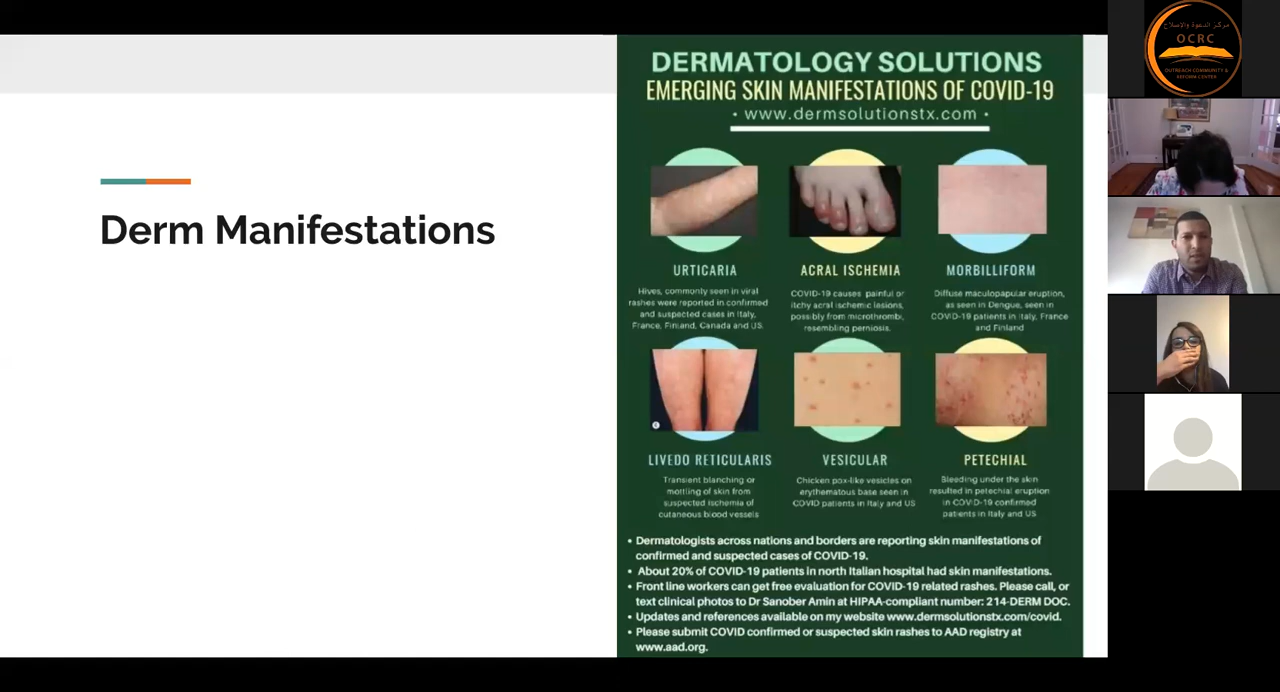 Derm Manifestations
DERMATOLOGY SOLUTIONS
EMERGING SKIN MANIFESTATIONS OF COVID-19
• www.dermsolutionstx.com •
URTICARIA
Hives, commonly seen in viral
rashes were reported in confirmed
and suspected cases in Italy,
France, Finland, Canada and US.
ACRAL ISCHEMIA
COVID-19 causes painful or
itchy acral ischemic lesions,
possibly from microthrombi,
resembling perniosis.
MORBILLIFORM
Diffuse maculopapular eruption,
as seen in Dengue, seen in
COVID-19 patients in Italy, France
and Finland
LIVEDO RETICULARIS
Transient blanching or
mottling of skin from
suspected ischemia of
cutaneous blood vessels
VESICULAR
Chicken pox-like vesicles on
erythematous base seen in
COVID patients in Italy and US
PETECHIAL
Bleeding under the skin
resulted in petechial eruption
in COVID-19 confirmed
patients in Italy and US
• Dermatologists across nations and borders are reporting skin manifestations of
confirmed and suspected cases of COVID-19.
• About 20% of COVID-19 patients in north Italian hospital had skin manifestations.
• Front line workers can get free evaluation for COVID-19 related rashes. Please call, or
text clinical photos to Dr Sanober Amin at HIPAA-compliant number: 214-DERM DOC.
• Updates and references available on my website www.dermsolutionstx.com/covid.
• Please submit COVID confirmed or suspected skin rashes to AAD registry at
www.aad.org.
مركز الدعوة والإصلاح
OCRC
OUTREACH COMMUNITY &
REFORM CENTER